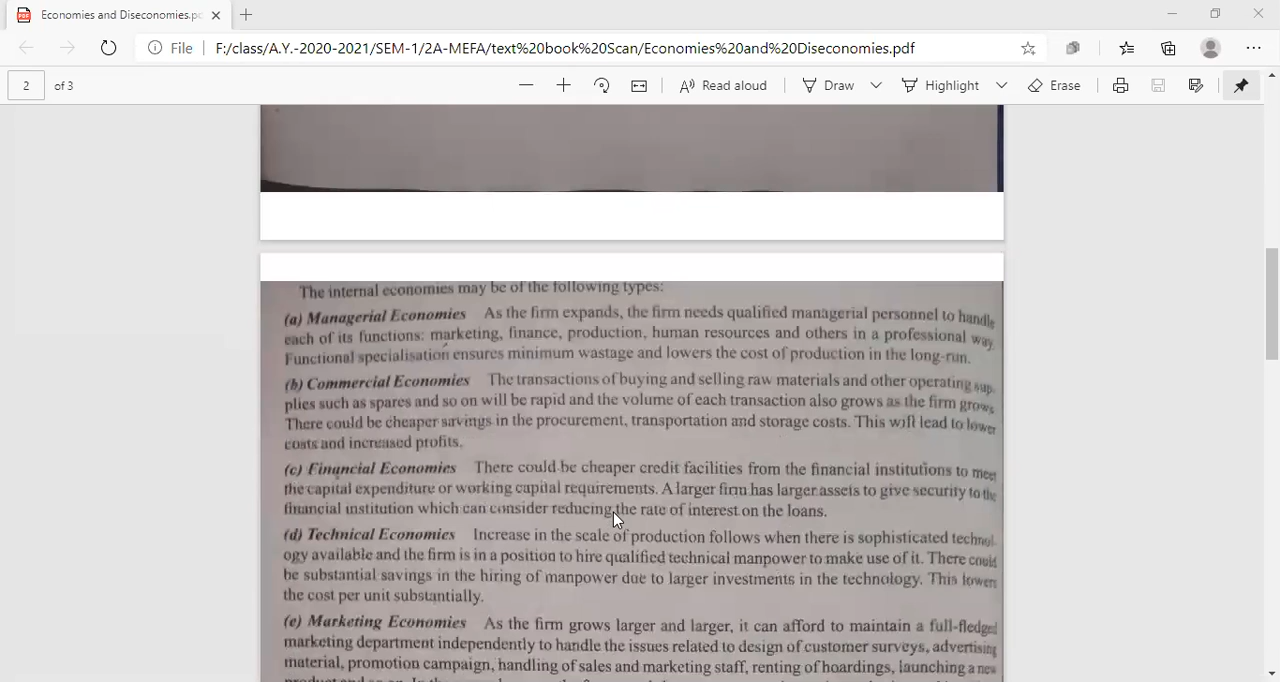 Economies and Diseconomies.pd
File F:/class/A.Y.-2020-2021/SEM-1/2A-MEFA/text%20book%20Scan/Economies%20and%20Diseconomies.pdf
2 of 3 Read aloud Draw Highlight Erase
The internal economies may be of the following types:
(a) Managerial Economies As the firm expands, the firm needs qualified managerial personnel to handle
each of its functions: marketing, finance, production, human resources and others in a professional way.
Functional specialisation ensures minimum wastage and lowers the cost of production in the long-run.
(b) Commercial Economies The transactions of buying and selling raw materials and other operating sup-
plies such as spares and so on will be rapid and the volume of each transaction also grows as the firm grows.
There could be cheaper savings in the procurement, transportation and storage costs. This will lead to lower
costs and increased profits.
(c) Financial Economies There could be cheaper credit facilities from the financial institutions to meet
the capital expenditure or working capital requirements. A larger firm has larger assets to give security to the
financial institution which can consider reducing the rate of interest on the loans.
(d) Technical Economies Increase in the scale of production follows when there is sophisticated technol-
ogy available and the firm is in a position to hire qualified technical manpower to make use of it. There could
be substantial savings in the hiring of manpower due to larger investments in the technology. This lowers
the cost per unit substantially.
(e) Marketing Economies As the firm grows larger and larger, it can afford to maintain a full-fledged
marketing department independently to handle the issues related to design of customer surveys, advertising
material, promotion campaign, handling of sales and marketing staff, renting of hoardings, launching a new